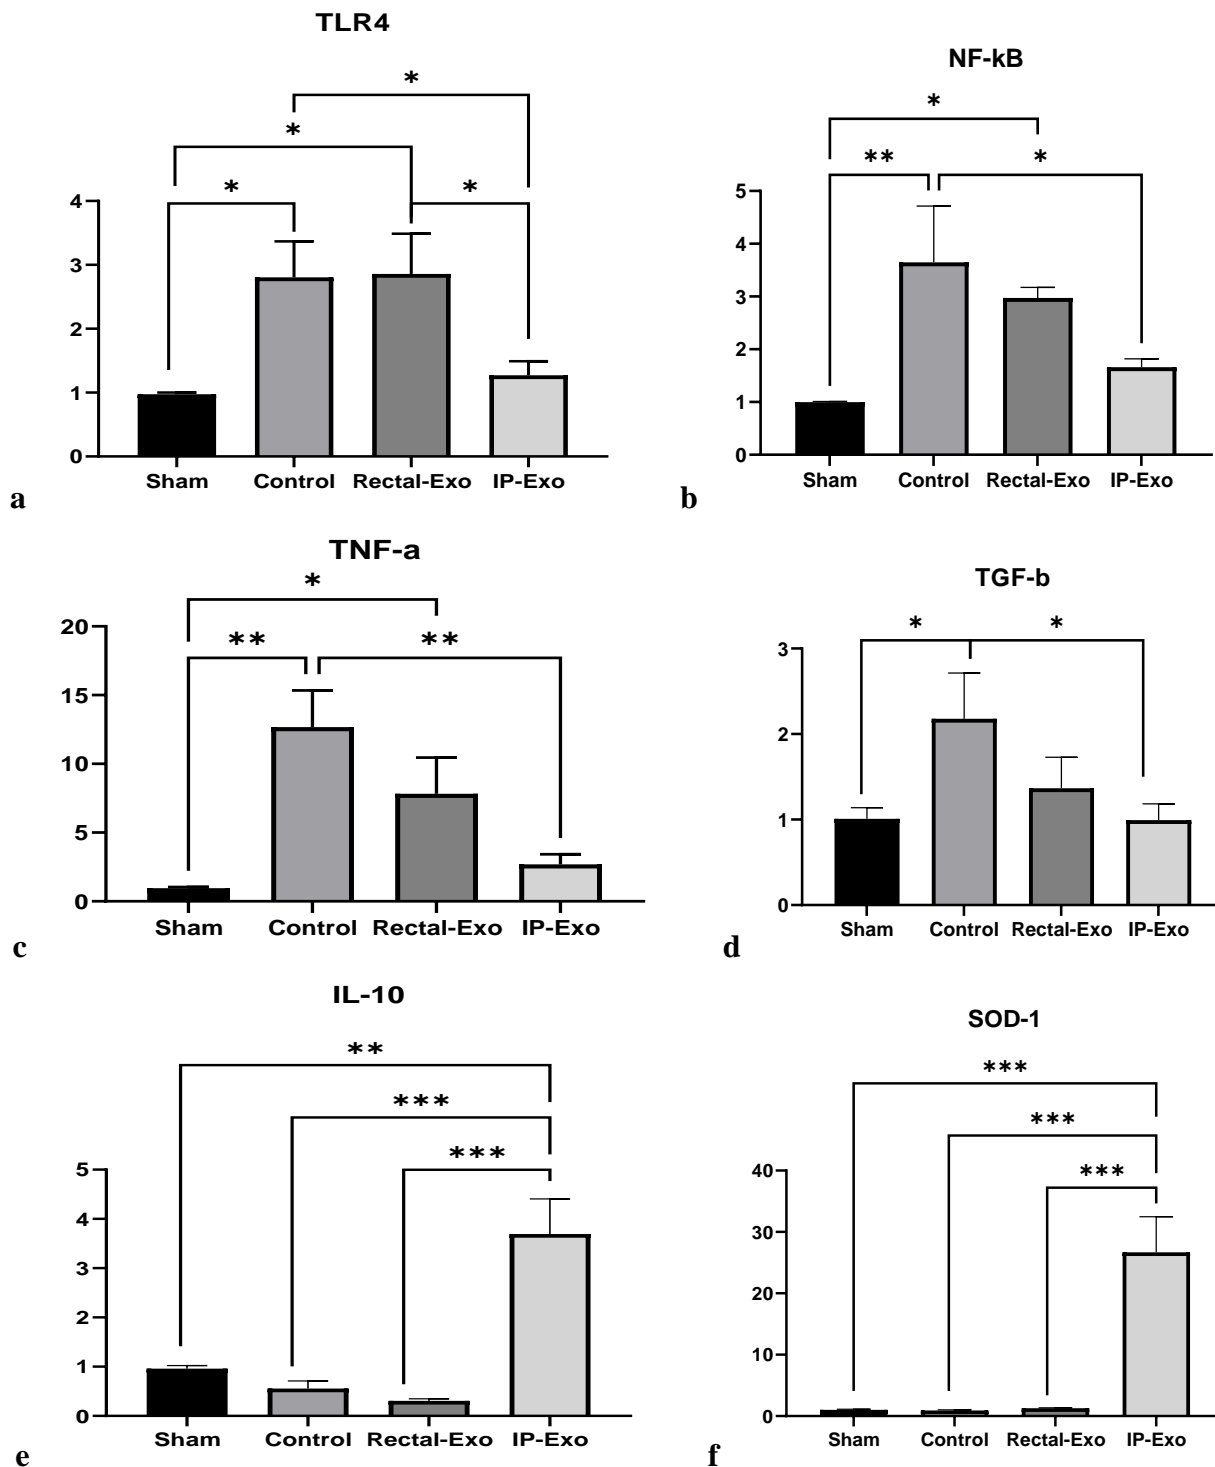 TLR4
*
*
*
*
4
3
2
1
0
Sham Control Rectal-Exo IP-Exo
a
NF-kB
*
** *
5
4
3
2
1
0
Sham Control Rectal-Exo IP-Exo
b
TNF-a
*
** **
20
15
10
5
0
Sham Control Rectal-Exo IP-Exo
c
TGF-b
* *
3
2
1
0
Sham Control Rectal-Exo IP-Exo
d
IL-10
**
***
***
5
4
3
2
1
0
Sham Control Rectal-Exo IP-Exo
e
SOD-1
***
***
***
40
30
20
10
0
Sham Control Rectal-Exo IP-Exo
f